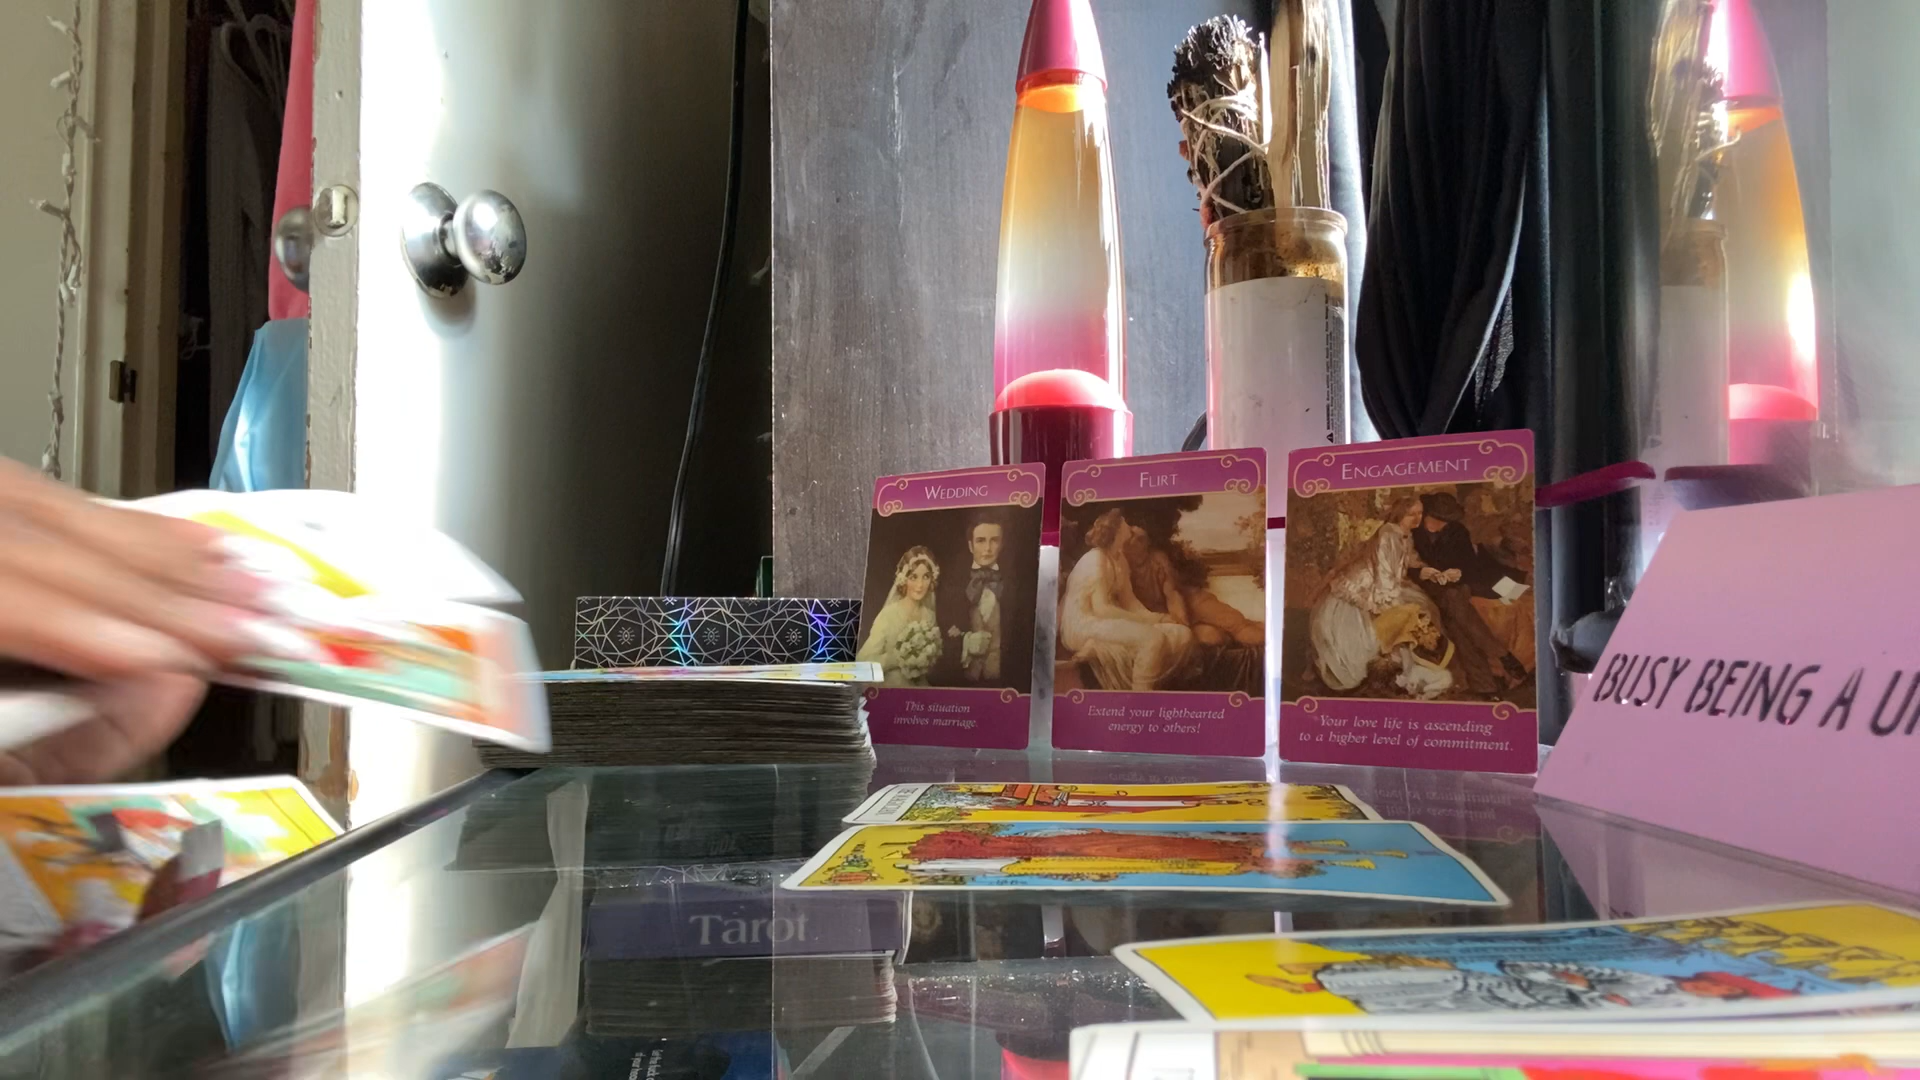 WEDDING
This situation
involves marriage.
FLIRT
Extend your lighthearted
energy to others!
ENGAGEMENT
Your love life is ascending
to a higher level of commitment.
BUSY BEING A
Tarot